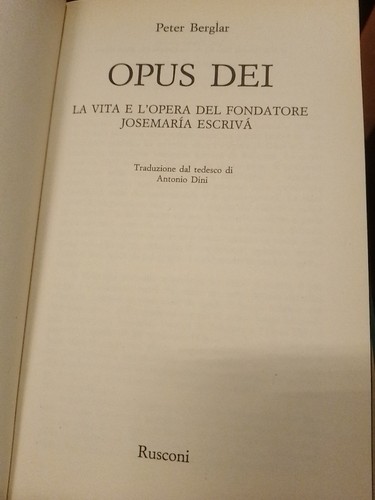 Peter Berglar
OPUS DEI
LA VITA E L'OPERA DEL FONDATORE
JOSEMARÍA ESCRIVÁ
Traduzione dal tedesco di
Antonio Dini
Rusconi